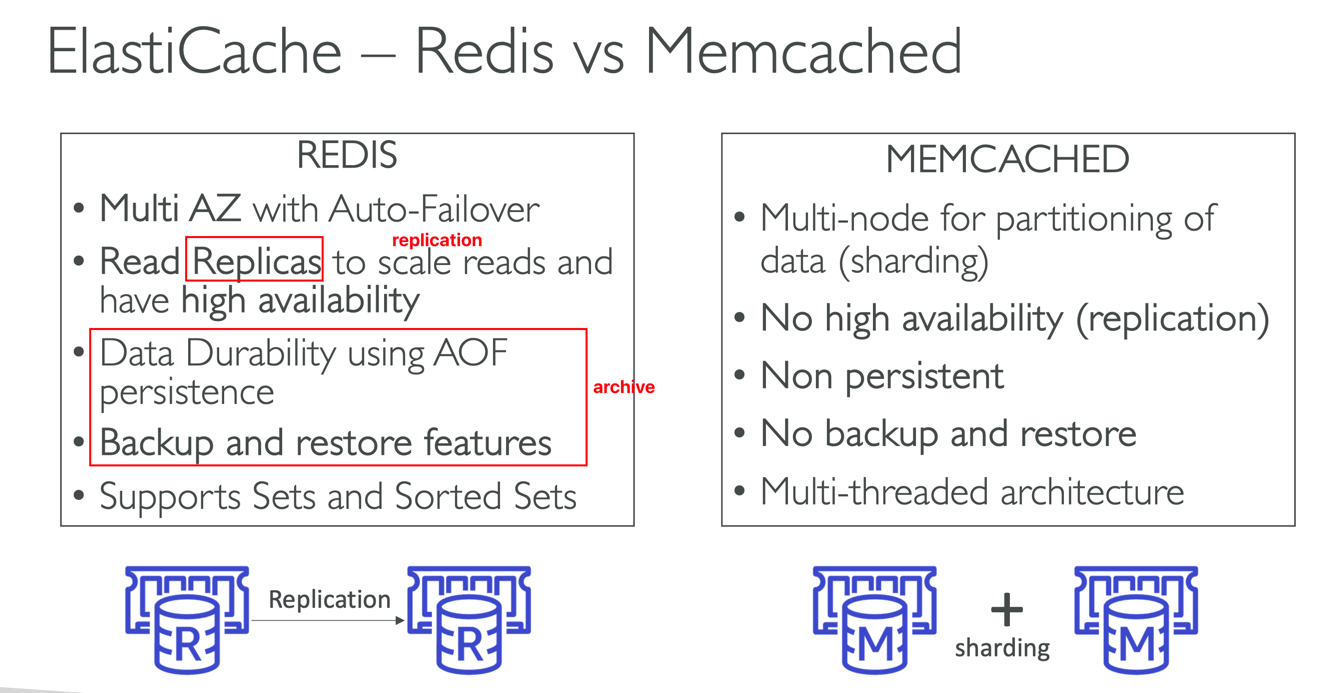 ElastiCache – Redis vs Memcached
REDIS
• Multi AZ with Auto-Failover
replication
• Read Replicas to scale reads and
have high availability
• Data Durability using AOF
persistence
archive
• Backup and restore features
• Supports Sets and Sorted Sets
MEMCACHED
• Multi-node for partitioning of
data (sharding)
• No high availability (replication)
• Non persistent
• No backup and restore
• Multi-threaded architecture
R
Replication
R
M
+
sharding
M